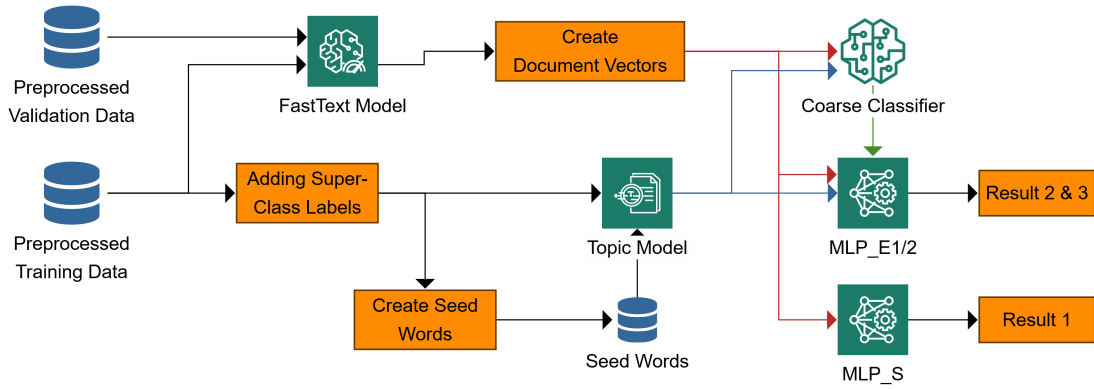 Preprocessed
Validation Data
FastText Model
Create
Document Vectors
Coarse Classifier
Preprocessed
Training Data
Adding Super-
Class Labels
Topic Model
MLP_E1/2
Result 2 & 3
Create Seed
Words
Seed Words
MLP_S
Result 1